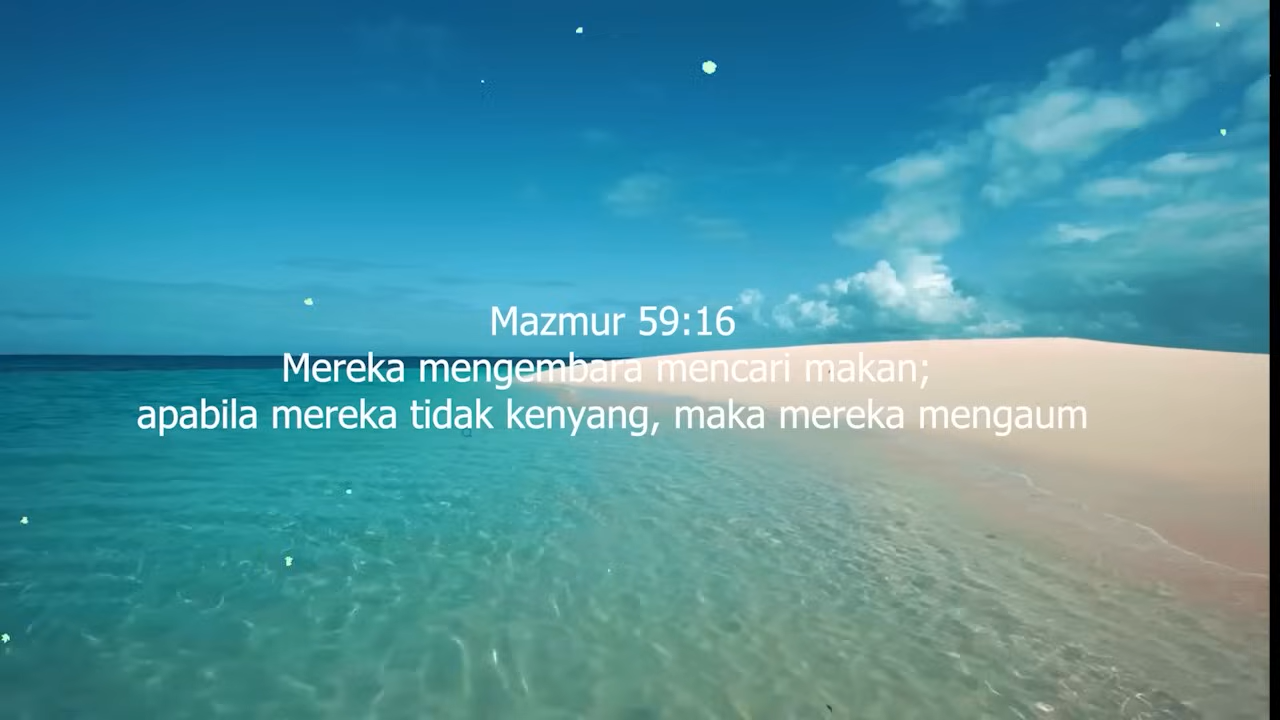 Mazmur 59:16
Mereka mengembara mencari makan;
apabila mereka tidak kenyang, maka mereka mengaum